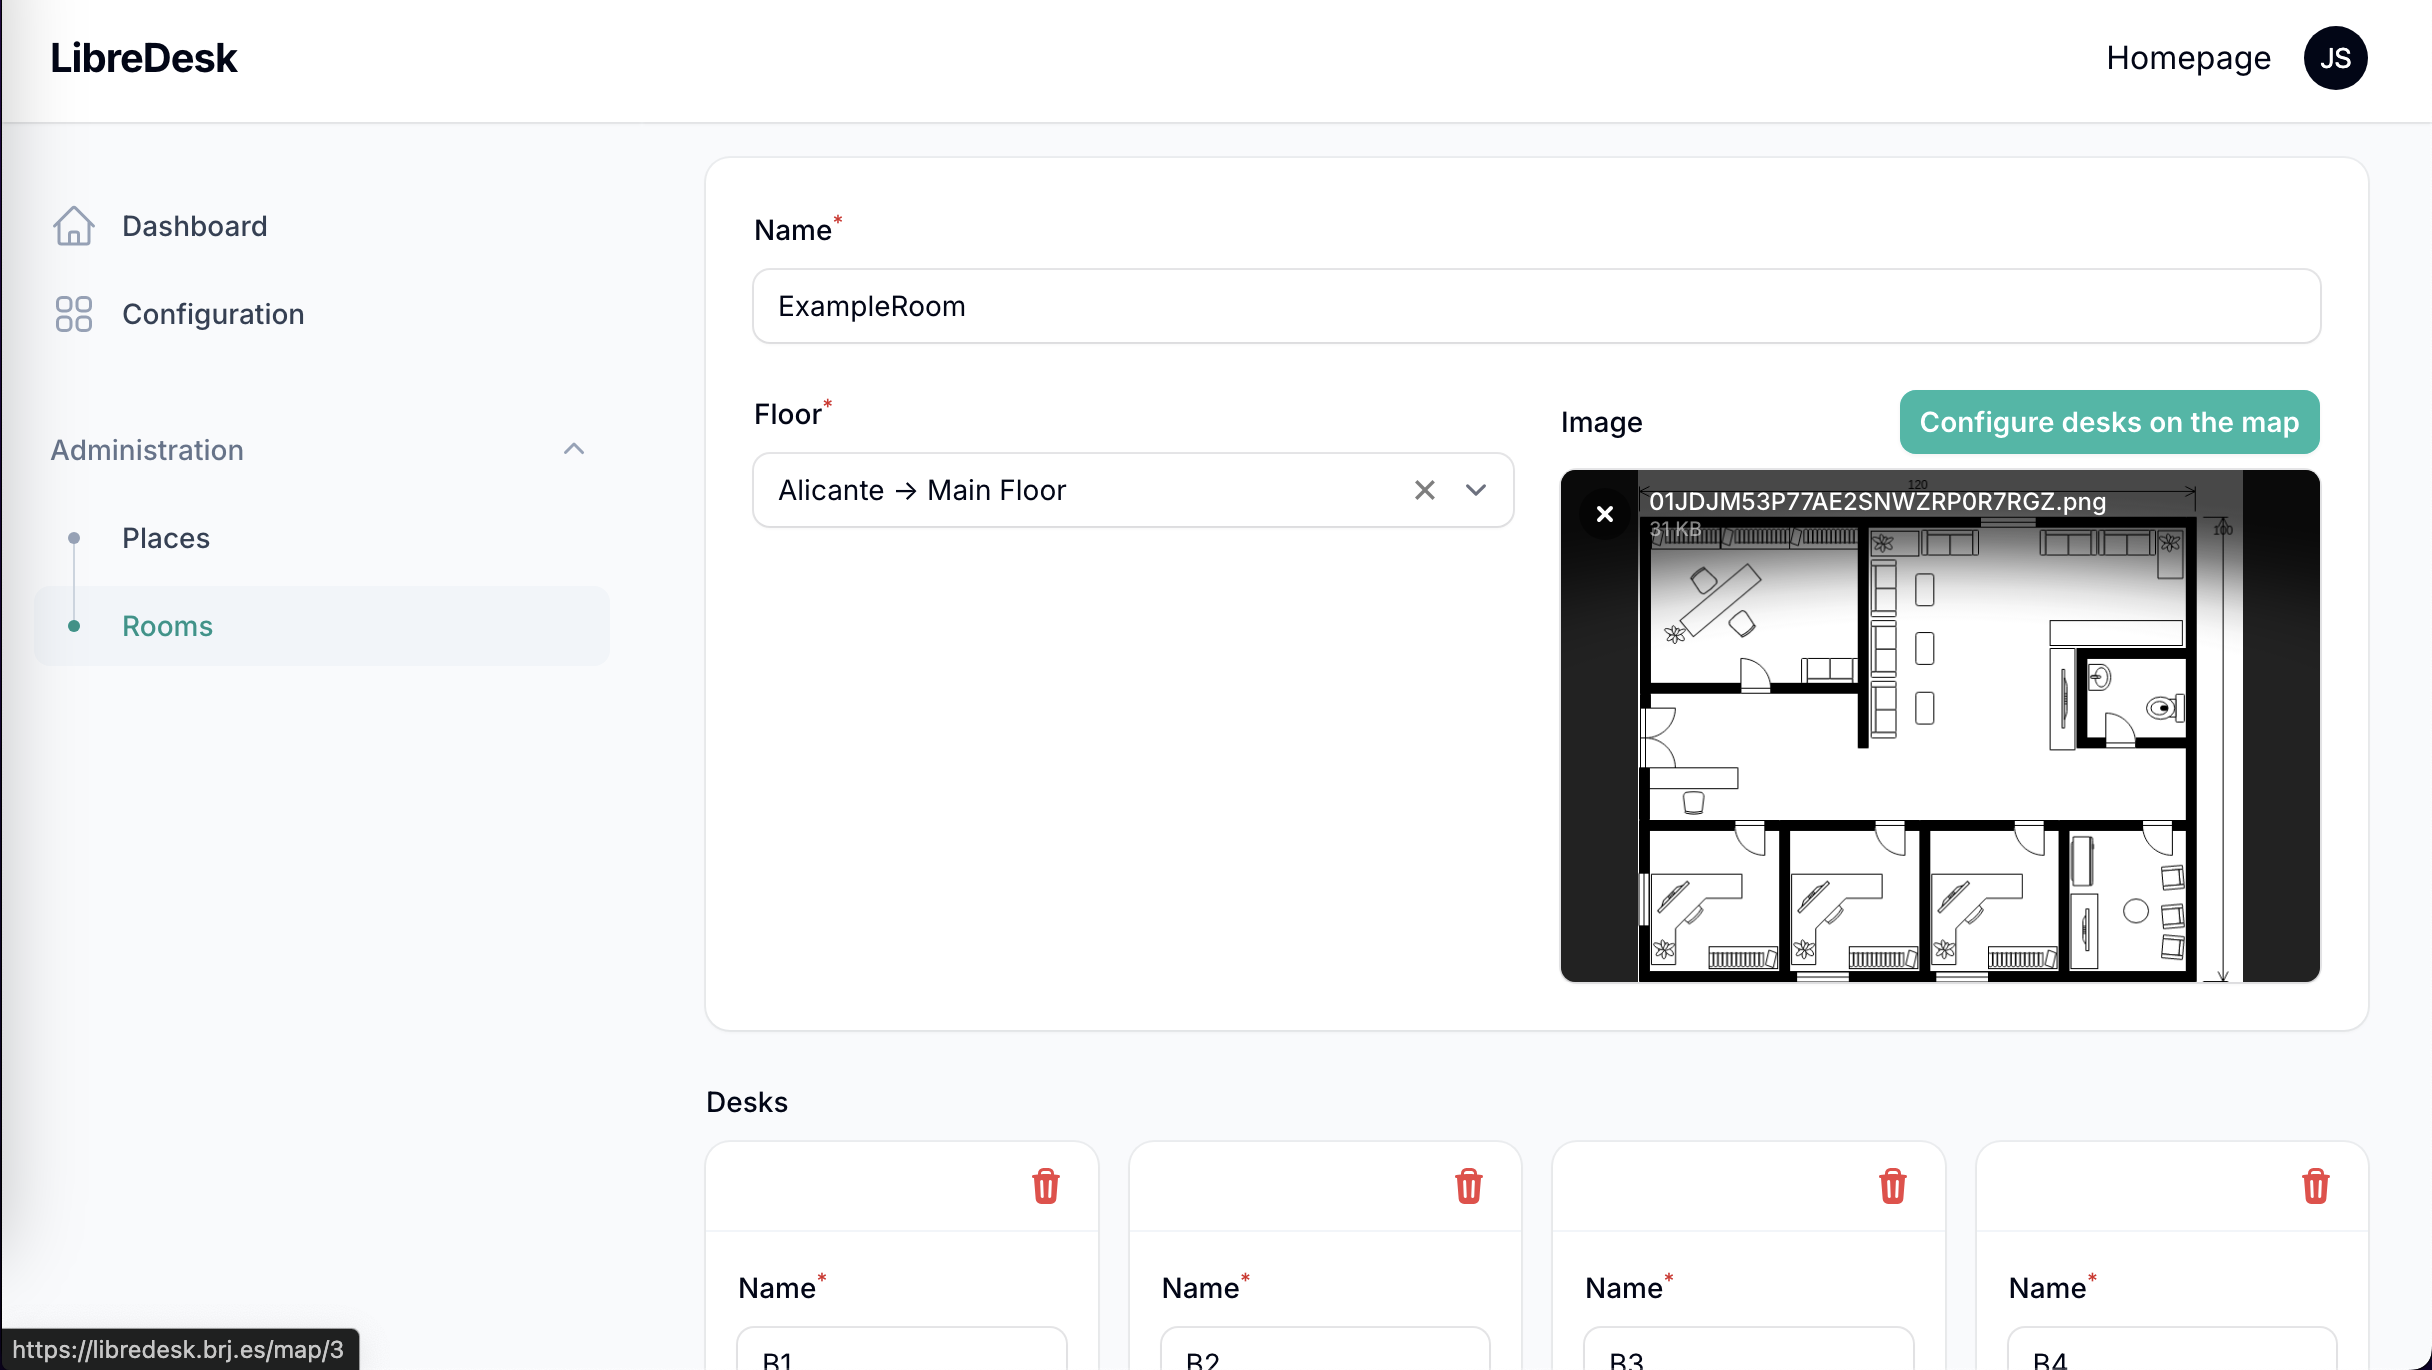 LibreDesk
Homepage
JS
Dashboard
Configuration
Administration
Places
Rooms
Name*
ExampleRoom
Floor*
Alicante → Main Floor
Image
Configure desks on the map
120
01JDJM53P77AE2SNWZRP0R7RGZ.png
31 KB
100
Desks
Name*
Name*
Name*
Name*
B1
B2
B3
B4
https://libredesk.brj.es/map/3